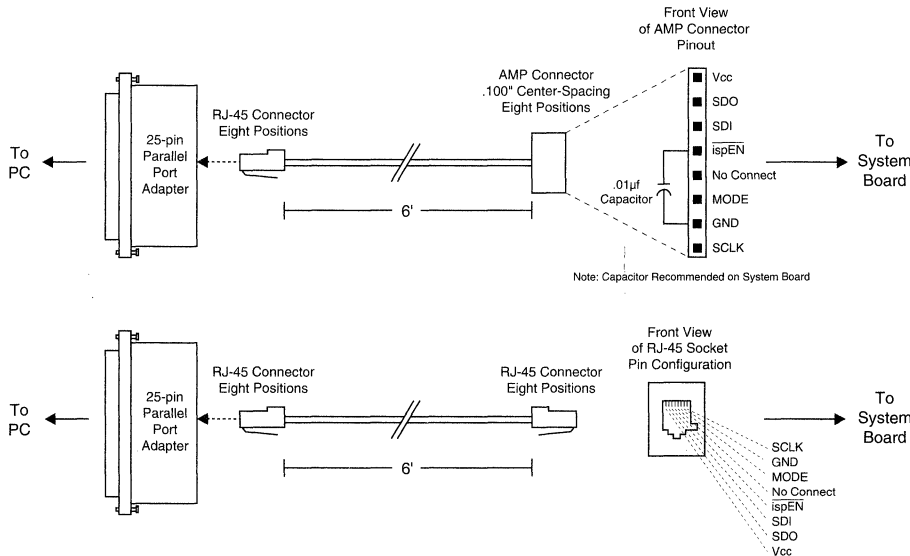 Front View
of AMP Connector
Pinout
AMP Connector
.100" Center-Spacing
Eight Positions
RJ-45 Connector
Eight Positions
25-pin
Parallel
Port
Adapter
To
PC
6'
.01µf
Capacitor
Vcc
SDO
SDI
ispEN
No Connect
MODE
GND
SCLK
To
System
Board
Note: Capacitor Recommended on System Board
Front View
of RJ-45 Socket
Pin Configuration
RJ-45 Connector
Eight Positions
RJ-45 Connector
Eight Positions
25-pin
Parallel
Port
Adapter
To
PC
6'
To
System
Board
SCLK
GND
MODE
No Connect
ispEN
SDI
SDO
Vcc